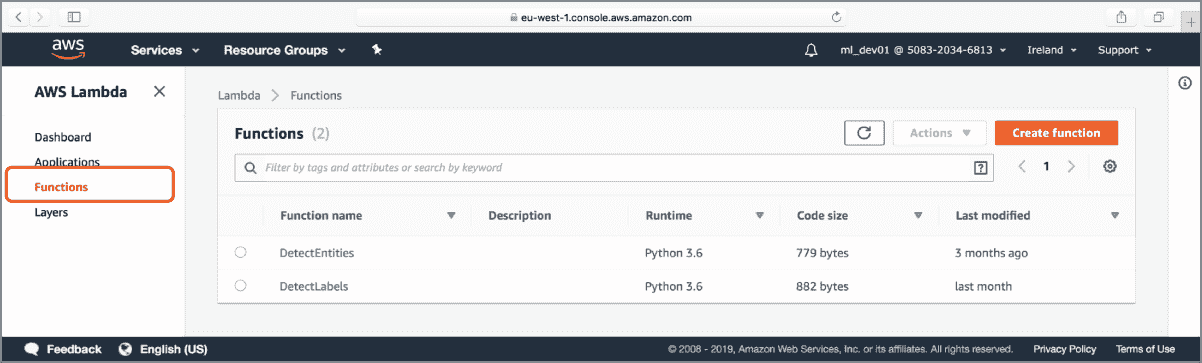 eu-west-1.console.aws.amazon.com
aws Services Resource Groups ml_dev01 @ 5083-2034-6813 Ireland Support
AWS Lambda
Dashboard
Applications
Functions
Layers
Lambda > Functions
Functions (2)
Actions
Create function
Filter by tags and attributes or search by keyword
1
Function name Description Runtime Code size Last modified
DetectEntities Python 3.6 779 bytes 3 months ago
DetectLabels Python 3.6 882 bytes last month
Feedback English (US) © 2008 - 2019, Amazon Web Services, Inc. or its affiliates. All rights reserved. Privacy Policy Terms of Use